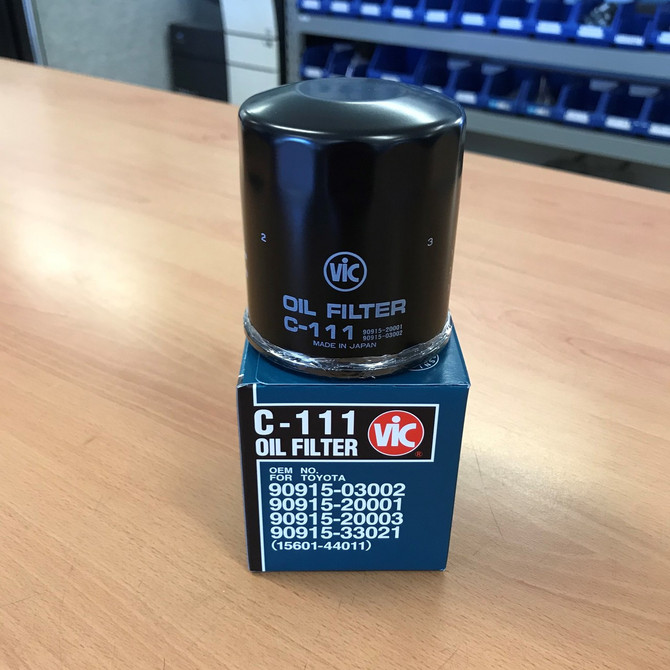 2
3
VIC
OIL FILTER
C-111 90915-20001
90915-03002
MADE IN JAPAN
C-111
OIL FILTER
VIC
®
OEM NO.
FOR TOYOTA
90915-03002
90915-20001
90915-20003
90915-33021
(15601-44011)